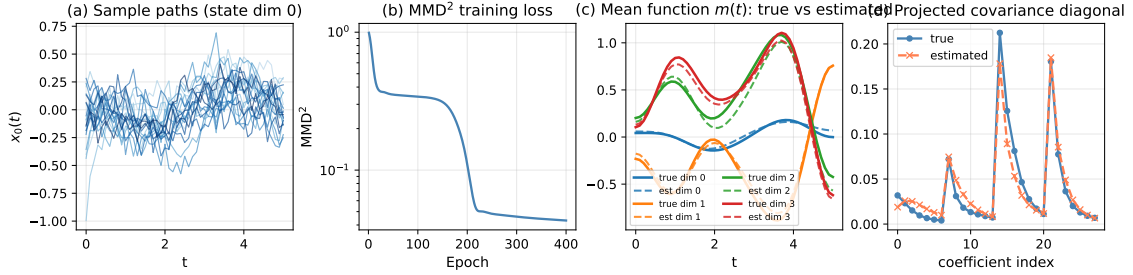 (a) Sample paths (state dim 0)
x₀(t)
0.75
0.50
0.25
0.00
−0.25
−0.50
−0.75
−1.00
0
2
4
t
(b) MMD² training loss
MMD²
10⁰
10⁻¹
0
100
200
300
400
Epoch
(c) Mean function m(t): true vs estimated
1.0
0.5
0.0
−0.5
true dim 0
est dim 0
true dim 1
est dim 1
true dim 2
est dim 2
true dim 3
est dim 3
0
2
4
t
(d) Projected covariance diagonal
0.20
0.15
0.10
0.05
0.00
true
estimated
0
10
20
coefficient index